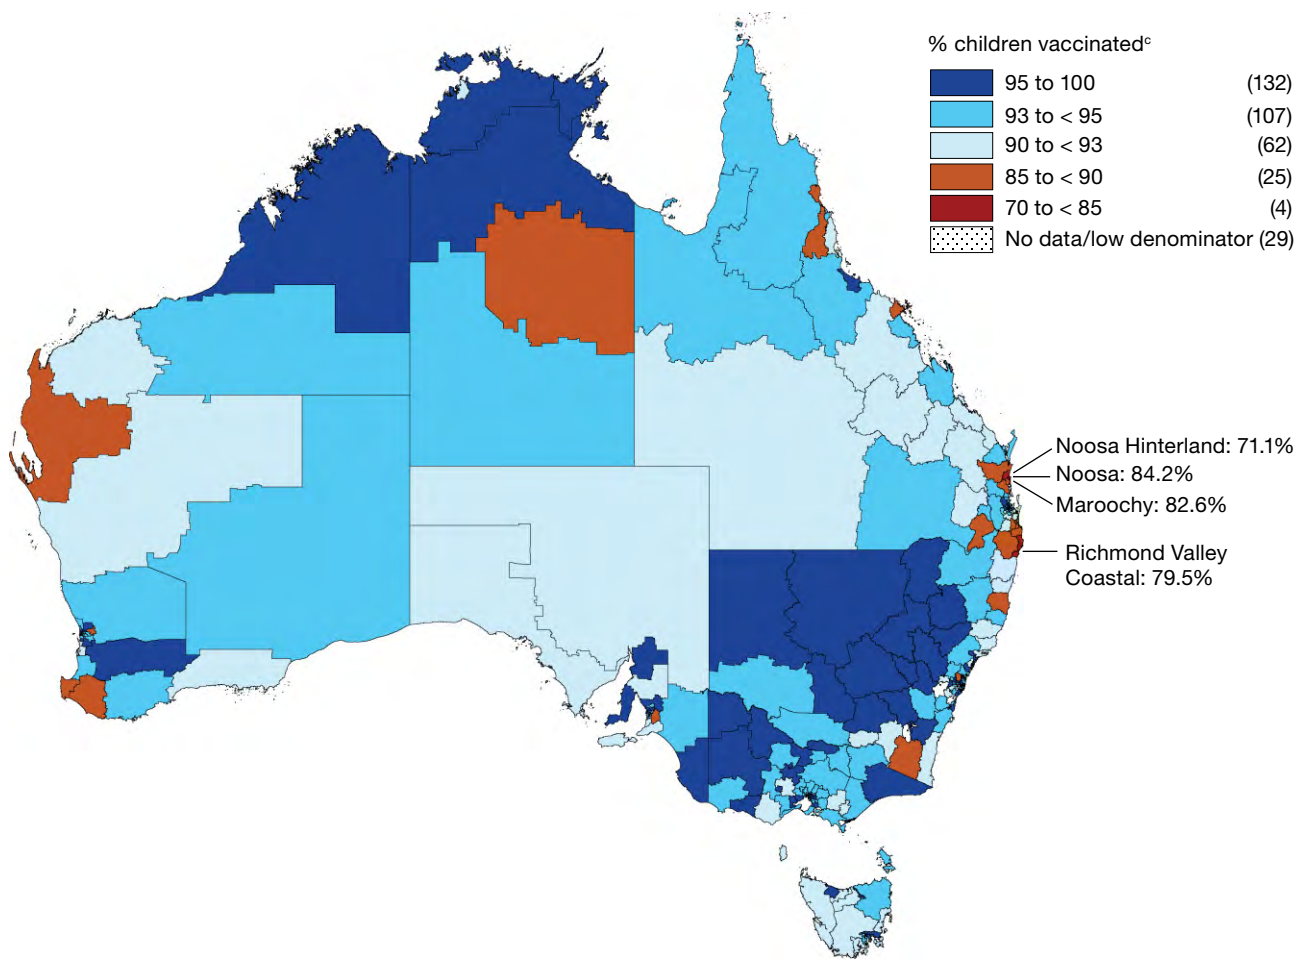 % children vaccinatedᶜ
95 to 100 (132)
93 to < 95 (107)
90 to < 93 (62)
85 to < 90 (25)
70 to < 85 (4)
No data/low denominator (29)
Noosa Hinterland: 71.1%
Noosa: 84.2%
Maroochy: 82.6%
Richmond Valley
Coastal: 79.5%